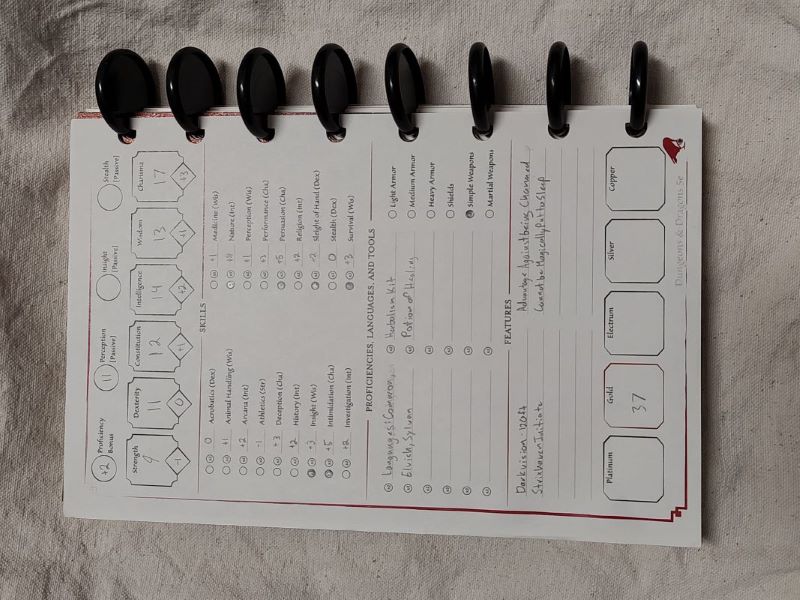 +2 Proficiency Bonus 11 Perception [Passive] Insight [Passive] Stealth [Passive]
Strength Dexterity Constitution Intelligence Wisdom Charisma
9 11 12 14 13 17
-1 0 +1 +2 +1 +3
SKILLS
0 Acrobatics (Dex)
+1 Animal Handling (Wis)
+2 Arcana (Int)
-1 Athletics (Str)
+3 Deception (Cha)
+2 History (Int)
+3 Insight (Wis)
+5 Intimidation (Cha)
+2 Investigation (Int)
+1 Medicine (Wis)
Nature (Int)
+1 Perception (Wis)
+3 Performance (Cha)
+5 Persuasion (Cha)
+2 Religion (Int)
Sleight of Hand (Dex)
0 Stealth (Dex)
+3 Survival (Wis)
PROFICIENCIES, LANGUAGES, AND TOOLS
Languages: Common,
Elvish, Sylvan
Herbalism Kit
Potion of Healing
Light Armor
Medium Armor
Heavy Armor
Shields
Simple Weapons
Martial Weapons
FEATURES
Darkvision - 120ft
Strixhaven Initiate
Advantage Against being Charmed
Cannot be Magically Put to Sleep
Platinum Gold Electrum Silver Copper
37
Dungeons & Dragons 5e